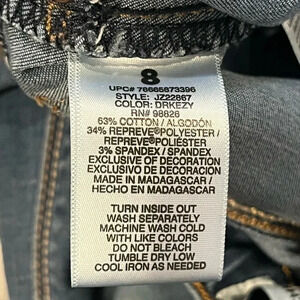 8
UPC# 78665873396
STYLE: JZ22867
COLOR: DRKEZY
RN# 98826
63% COTTON / ALGODÓN
34% REPREVE®POLYESTER /
REPREVE®POLIÉSTER
3% SPANDEX / SPANDEX
EXCLUSIVE OF DECORATION
EXCLUSIVO DE DECORACIÓN
MADE IN MADAGASCAR /
HECHO EN MADAGASCAR
TURN INSIDE OUT
WASH SEPARATELY
MACHINE WASH COLD
WITH LIKE COLORS
DO NOT BLEACH
TUMBLE DRY LOW
COOL IRON AS NEEDED